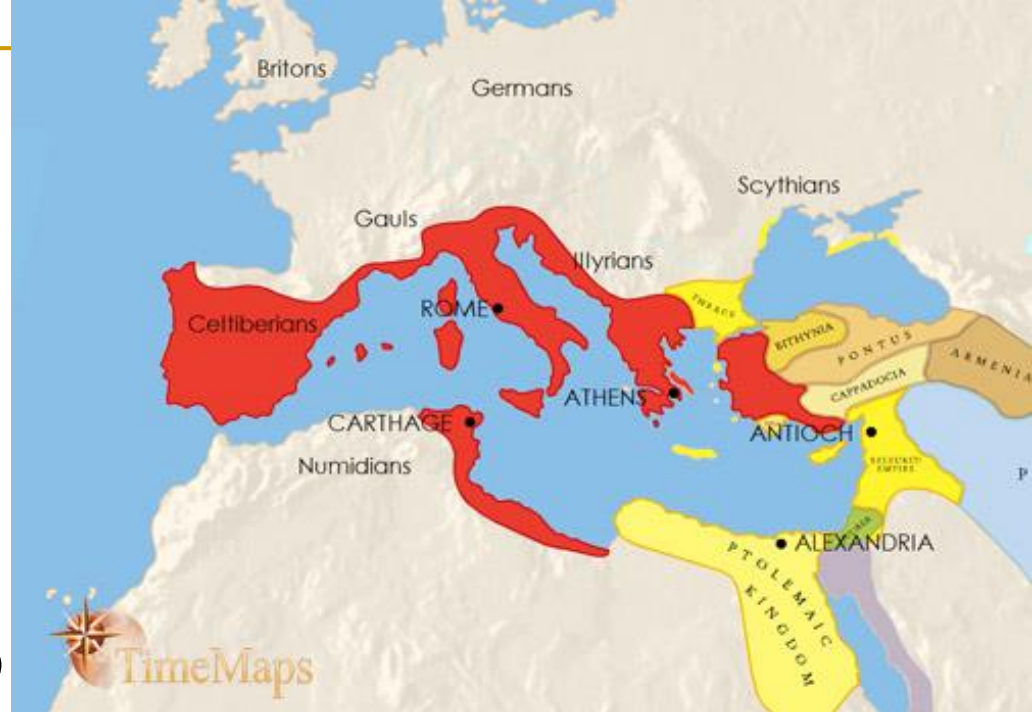 Britons
Germans
Scythians
Gauls
Illyrians
THRACE
ROME
Celtiberians
BITHYNIA
PONTUS
ARMENIA
CAPPADOCIA
ATHENS
CARTHAGE
ANTIOCH
SELEUCID
EMPIRE
Numidians
P
ALEXANDRIA
PTOLEMAIC
KINGDOM
TimeMaps
)